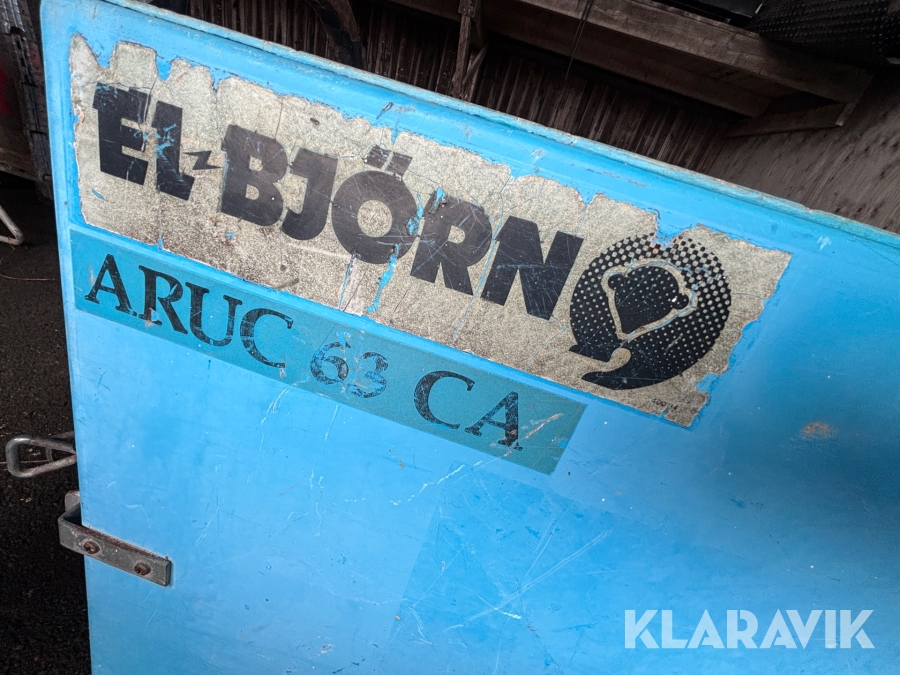 EL-BJÖRN
ARUC 63 CA
KLARAVIK